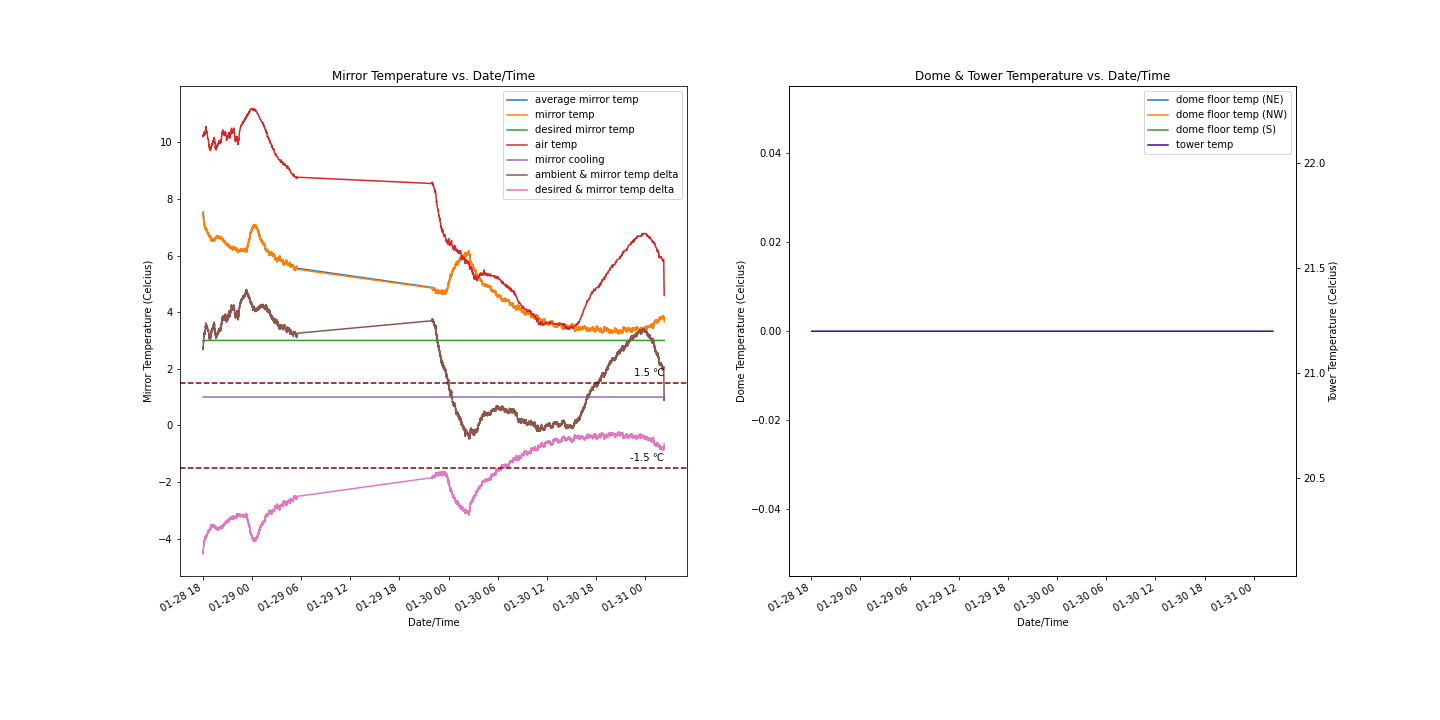 Mirror Temperature vs. Date/Time
average mirror temp
mirror temp
desired mirror temp
air temp
mirror cooling
ambient & mirror temp delta
desired & mirror temp delta
10
8
6
4
2
0
−2
−4
Mirror Temperature (Celcius)
1.5 °C
-1.5 °C
01-28 18
01-29 00
01-29 06
01-29 12
01-29 18
01-30 00
01-30 06
01-30 12
01-30 18
01-31 00
Date/Time
Dome & Tower Temperature vs. Date/Time
dome floor temp (NE)
dome floor temp (NW)
dome floor temp (S)
tower temp
0.04
0.02
0.00
−0.02
−0.04
Dome Temperature (Celcius)
22.0
21.5
21.0
20.5
Tower Temperature (Celcius)
01-28 18
01-29 00
01-29 06
01-29 12
01-29 18
01-30 00
01-30 06
01-30 12
01-30 18
01-31 00
Date/Time